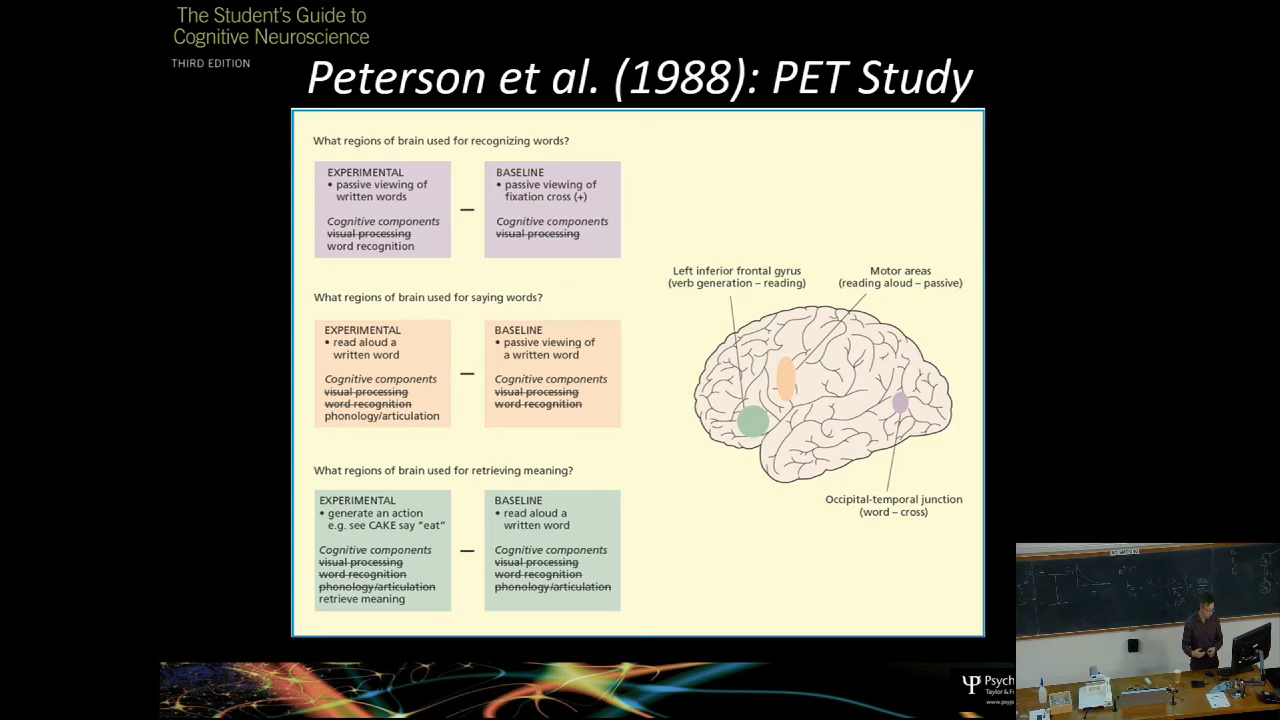 The Student's Guide to
Cognitive Neuroscience
THIRD EDITION
Peterson et al. (1988): PET Study
What regions of brain used for recognizing words?
EXPERIMENTAL
• passive viewing of
written words
Cognitive components
visual processing
word recognition
–
BASELINE
• passive viewing of
fixation cross (+)
Cognitive components
visual processing
What regions of brain used for saying words?
EXPERIMENTAL
• read aloud a
written word
Cognitive components
visual processing
word recognition
phonology/articulation
–
BASELINE
• passive viewing of
a written word
Cognitive components
visual processing
word recognition
What regions of brain used for retrieving meaning?
EXPERIMENTAL
• generate an action
e.g. see CAKE say "eat"
Cognitive components
visual processing
word recognition
phonology/articulation
retrieve meaning
–
BASELINE
• read aloud a
written word
Cognitive components
visual processing
word recognition
phonology/articulation
Left inferior frontal gyrus
(verb generation – reading)
Motor areas
(reading aloud – passive)
Occipital-temporal junction
(word – cross)
Psych
Taylor & F
www.psyp